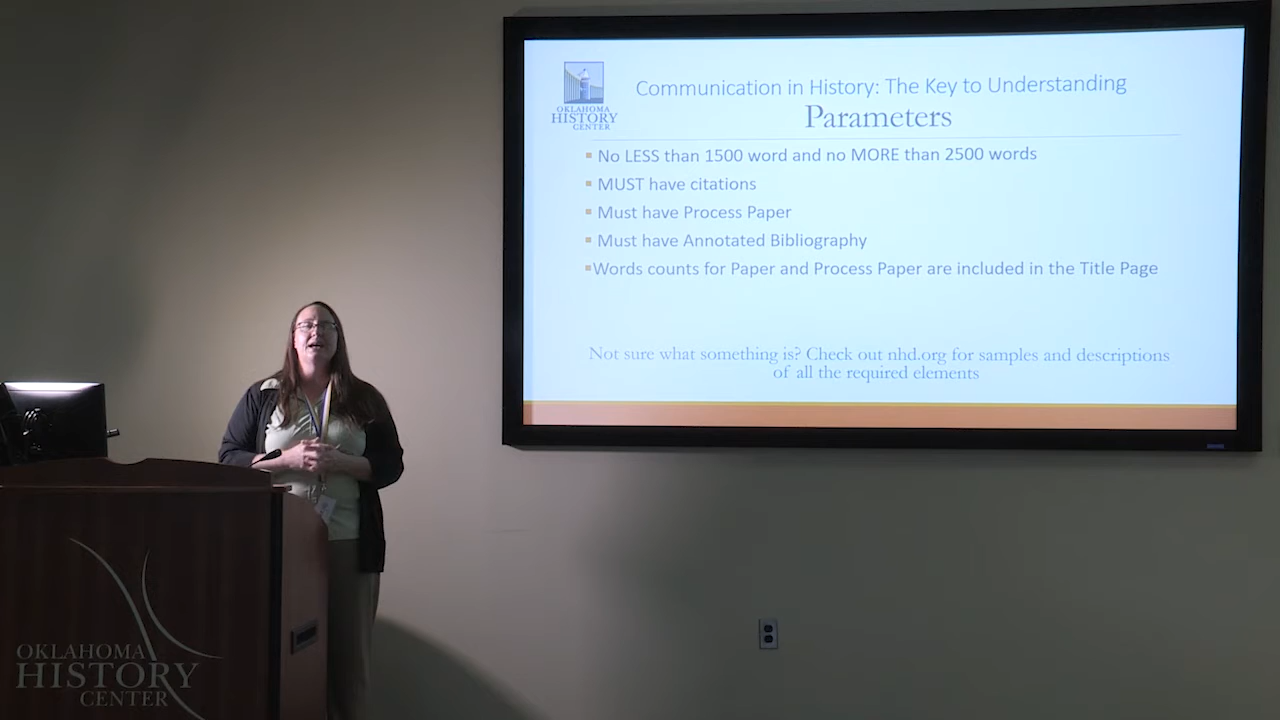 OKLAHOMA
HISTORY
CENTER
Communication in History: The Key to Understanding
Parameters
▪ No LESS than 1500 word and no MORE than 2500 words
▪ MUST have citations
▪ Must have Process Paper
▪ Must have Annotated Bibliography
▪Words counts for Paper and Process Paper are included in the Title Page
Not sure what something is? Check out nhd.org for samples and descriptions
of all the required elements
OKLAHOMA
HISTORY
CENTER